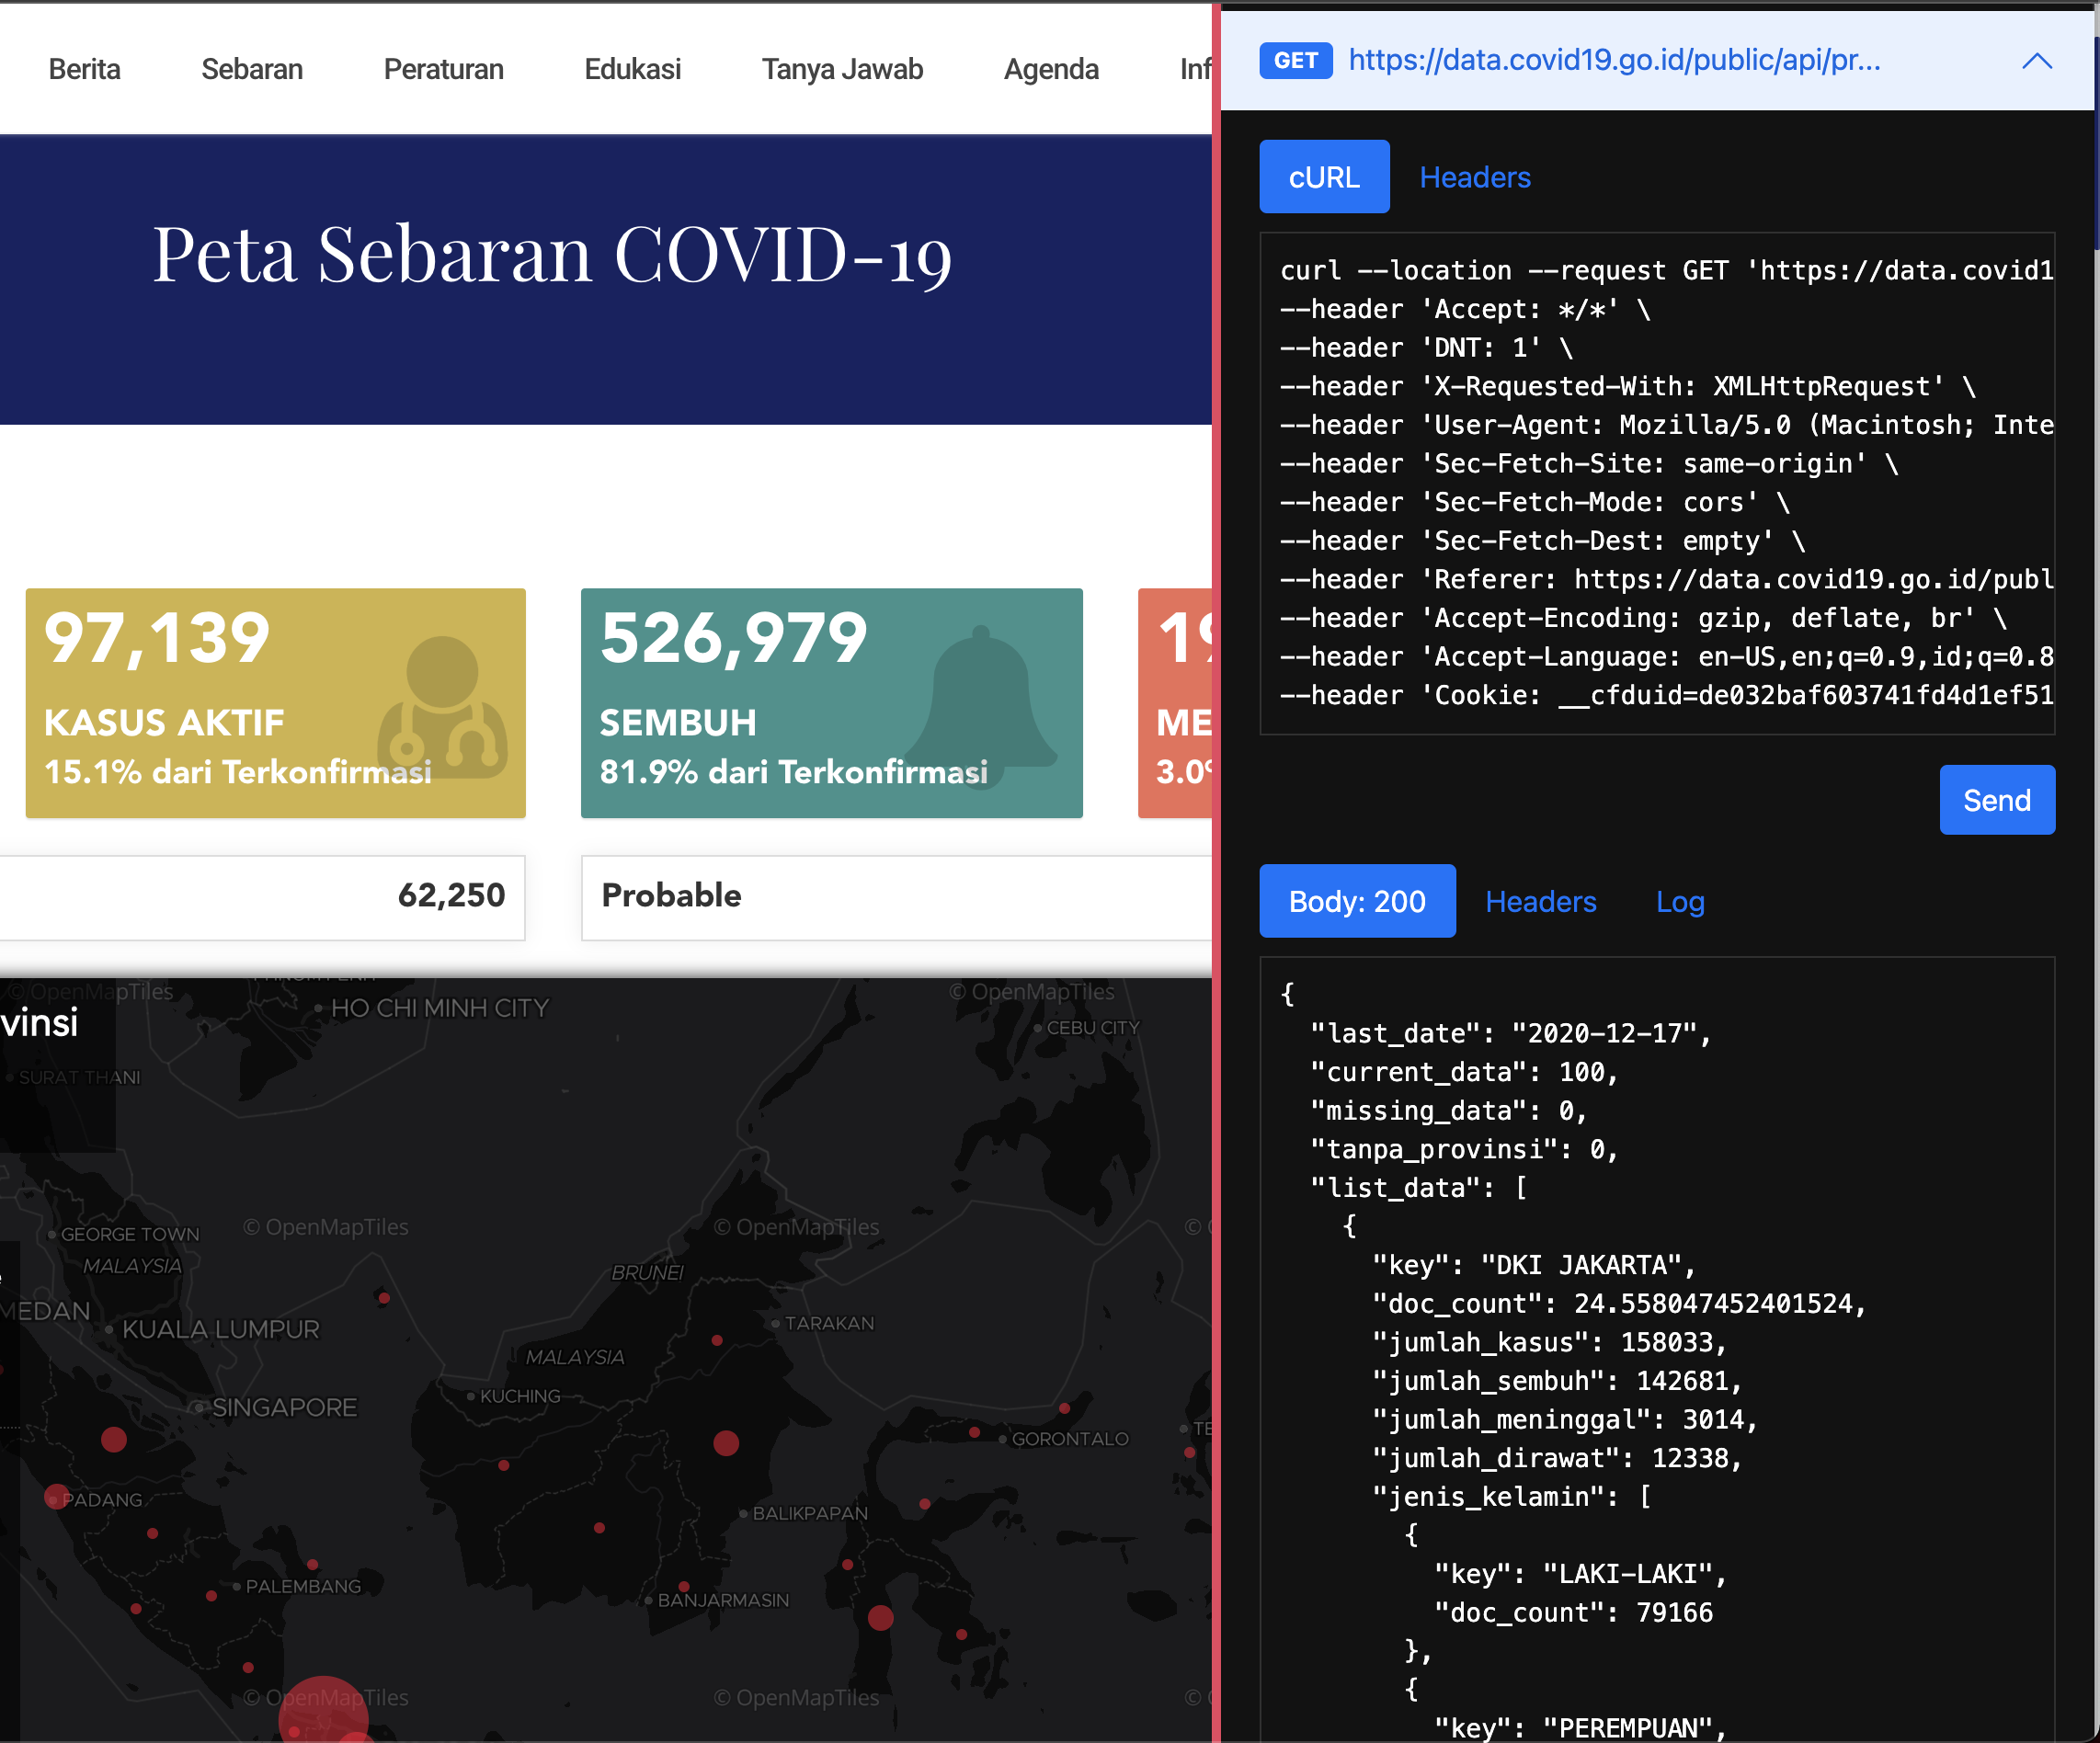 Berita Sebaran Peraturan Edukasi Tanya Jawab Agenda Inf
Peta Sebaran COVID-19
97,139
KASUS AKTIF
15.1% dari Terkonfirmasi
526,979
SEMBUH
81.9% dari Terkonfirmasi
19
ME
3.0%
62,250
Probable
vinsi
© OpenMapTiles
HO CHI MINH CITY
© OpenMapTiles
CEBU CITY
SURAT THANI
GEORGE TOWN
© OpenMapTiles
© OpenMapTiles
©
MALAYSIA
BRUNEI
MEDAN
KUALA LUMPUR
TARAKAN
MALAYSIA
KUCHING
SINGAPORE
GORONTALO
TE
PADANG
BALIKPAPAN
PALEMBANG
BANJARMASIN
© OpenMapTiles
© OpenMapTiles
©
GET https://data.covid19.go.id/public/api/pr...
cURL Headers
curl --location --request GET 'https://data.covid1
--header 'Accept: */*' \
--header 'DNT: 1' \
--header 'X-Requested-With: XMLHttpRequest' \
--header 'User-Agent: Mozilla/5.0 (Macintosh; Inte
--header 'Sec-Fetch-Site: same-origin' \
--header 'Sec-Fetch-Mode: cors' \
--header 'Sec-Fetch-Dest: empty' \
--header 'Referer: https://data.covid19.go.id/publ
--header 'Accept-Encoding: gzip, deflate, br' \
--header 'Accept-Language: en-US,en;q=0.9,id;q=0.8
--header 'Cookie: __cfduid=de032baf603741fd4d1ef51
Send
Body: 200 Headers Log
{
"last_date": "2020-12-17",
"current_data": 100,
"missing_data": 0,
"tanpa_provinsi": 0,
"list_data": [
{
"key": "DKI JAKARTA",
"doc_count": 24.558047452401524,
"jumlah_kasus": 158033,
"jumlah_sembuh": 142681,
"jumlah_meninggal": 3014,
"jumlah_dirawat": 12338,
"jenis_kelamin": [
{
"key": "LAKI-LAKI",
"doc_count": 79166
},
{
"key": "PEREMPUAN",